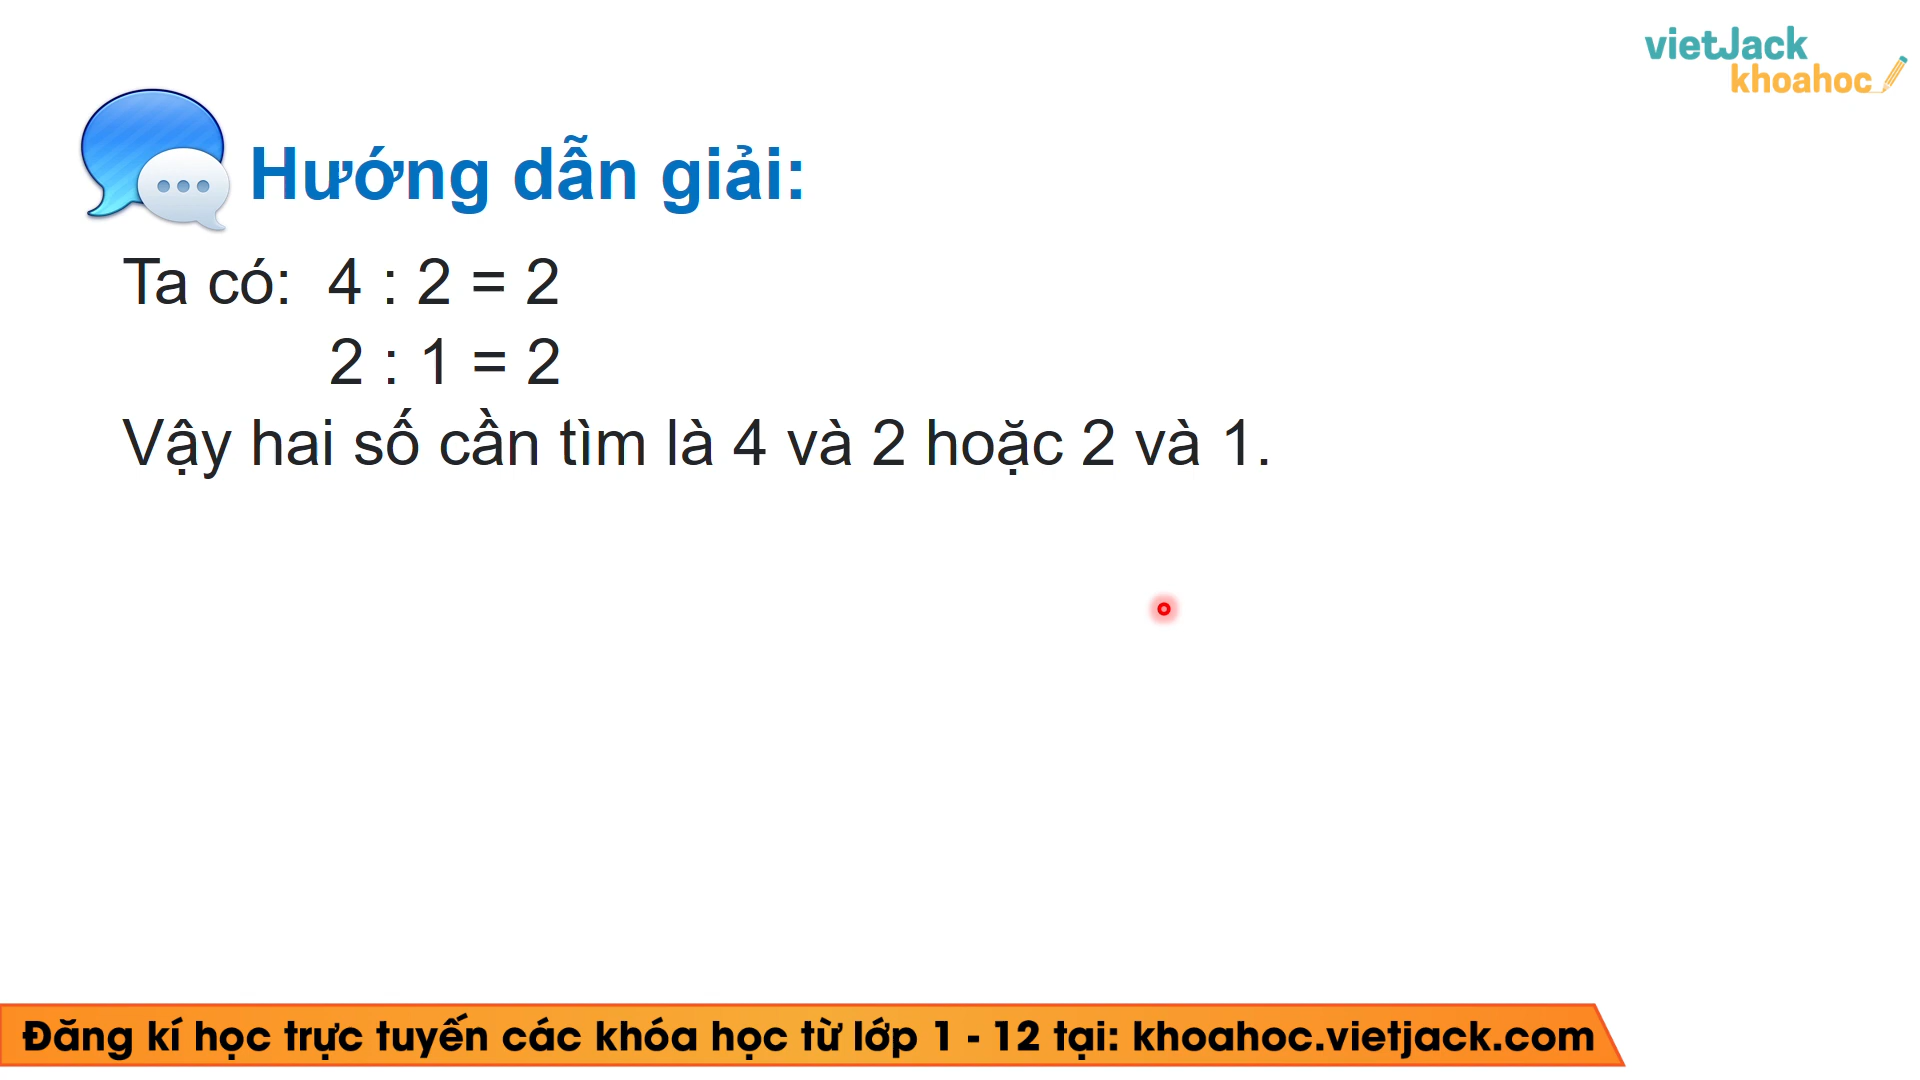 vietJack
khoahoc
Hướng dẫn giải:
Ta có: 4 : 2 = 2
2 : 1 = 2
Vậy hai số cần tìm là 4 và 2 hoặc 2 và 1.
Đăng kí học trực tuyến các khóa học từ lớp 1 - 12 tại: khoahoc.vietjack.com